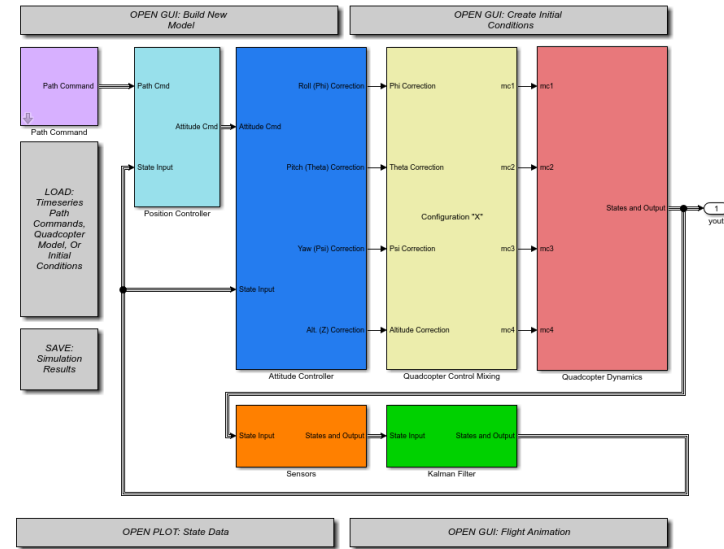 OPEN GUI: Build New
Model
OPEN GUI: Create Initial
Conditions
Path Command
Path Command
Path Cmd
Attitude Cmd
State Input
Position Controller
Attitude Cmd
State Input
Roll (Phi) Correction
Pitch (Theta) Correction
Yaw (Psi) Correction
Alt. (Z) Correction
Attitude Controller
Phi Correction
Theta Correction
Configuration "X"
Psi Correction
Altitude Correction
mc1
mc2
mc3
mc4
Quadcopter Control Mixing
mc1
mc2
mc3
mc4
States and Output
Quadcopter Dynamics
1
yout
LOAD:
Timeseries
Path
Commands,
Quadcopter
Model, Or
Initial
Conditions
SAVE:
Simulation
Results
State Input
States and Output
Sensors
State Input
States and Output
Kalman Filter
OPEN PLOT: State Data
OPEN GUI: Flight Animation